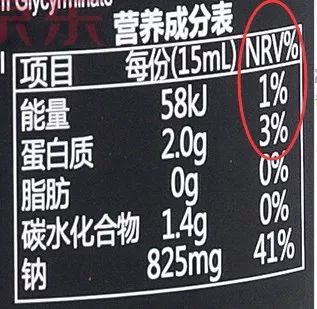 n Glycyrrhizinate
营养成分表
项目 每份(15mL) NRV%
能量 58kJ 1%
蛋白质 2.0g 3%
脂肪 0g 0%
碳水化合物 1.4g 0%
钠 825mg 41%